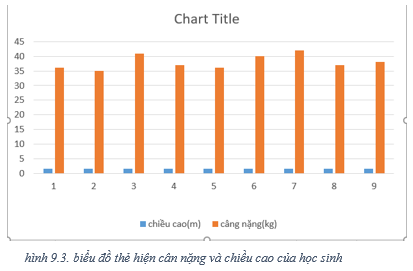 Chart Title
45
40
35
30
25
20
15
10
5
0
1 2 3 4 5 6 7 8 9
chiều cao(m) câng nặng(kg)
hình 9.3. biểu đồ thẻ hiện cân nặng và chiều cao của học sinh